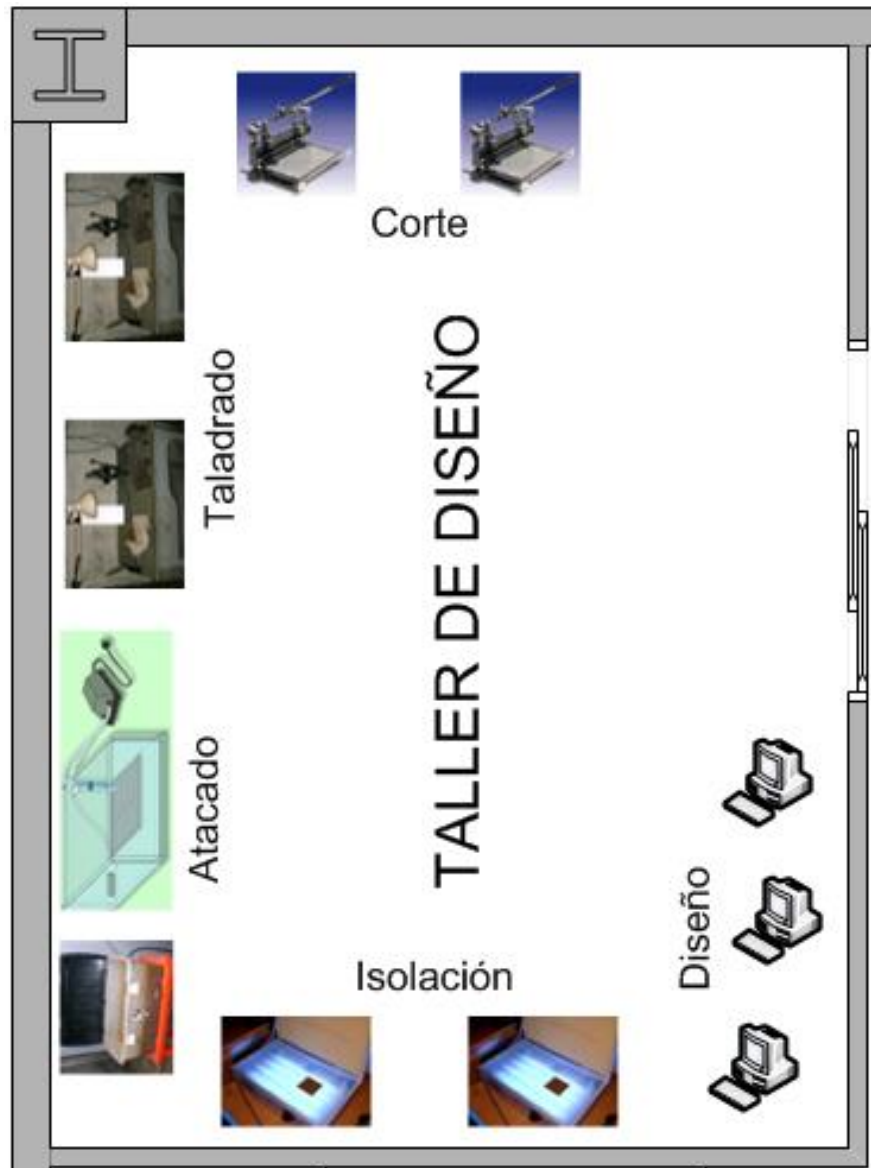 Corte
Taladrado
TALLER DE DISEÑO
Atacado
Diseño
Isolación